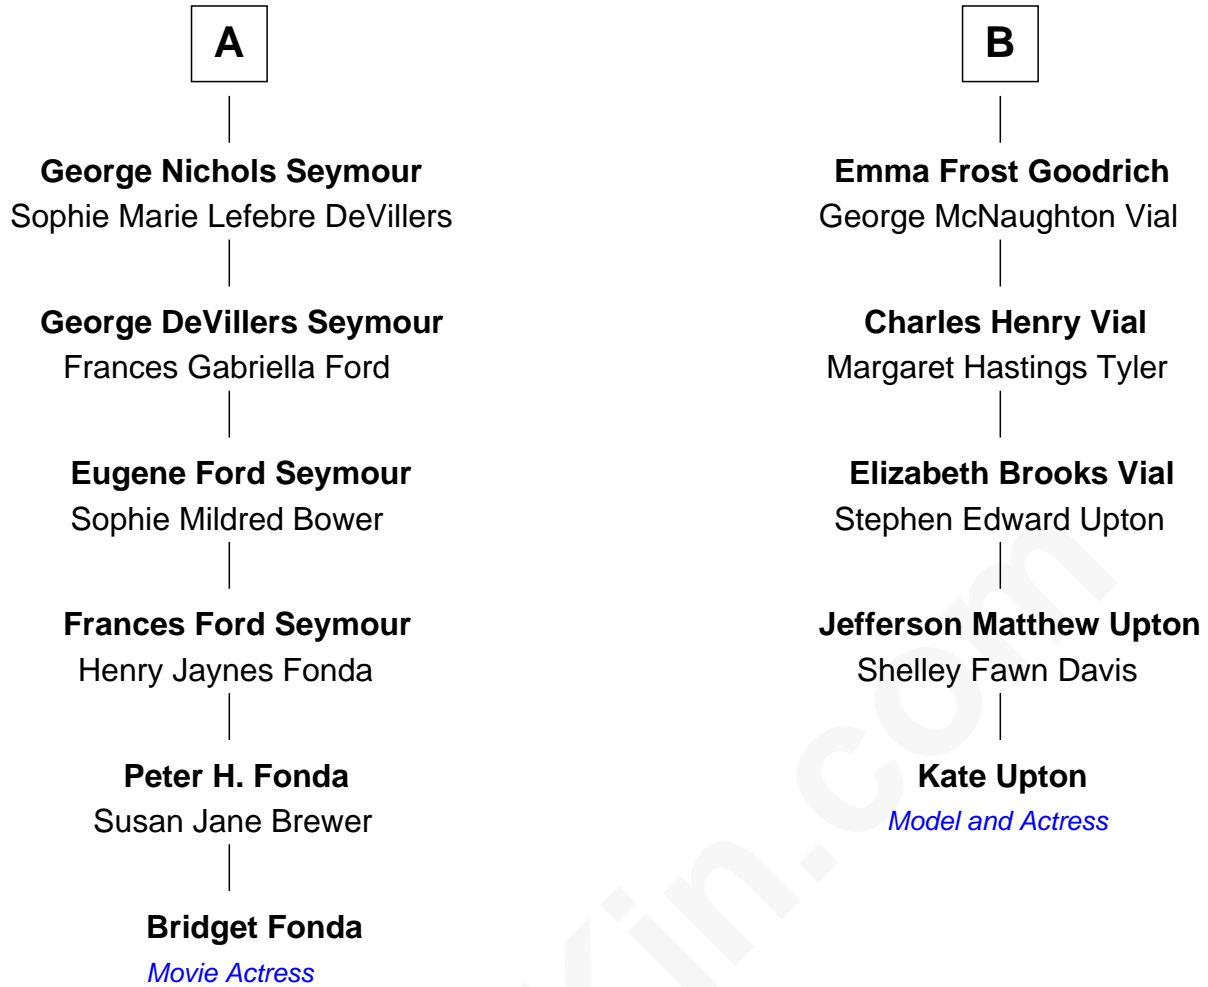 A
George Nichols Seymour
Sophie Marie Lefebre DeVillers
George DeVillers Seymour
Frances Gabriella Ford
Eugene Ford Seymour
Sophie Mildred Bower
Frances Ford Seymour
Henry Jaynes Fonda
Peter H. Fonda
Susan Jane Brewer
Bridget Fonda
Movie Actress
B
Emma Frost Goodrich
George McNaughton Vial
Charles Henry Vial
Margaret Hastings Tyler
Elizabeth Brooks Vial
Stephen Edward Upton
Jefferson Matthew Upton
Shelley Fawn Davis
Kate Upton
Model and Actress
Kin.com